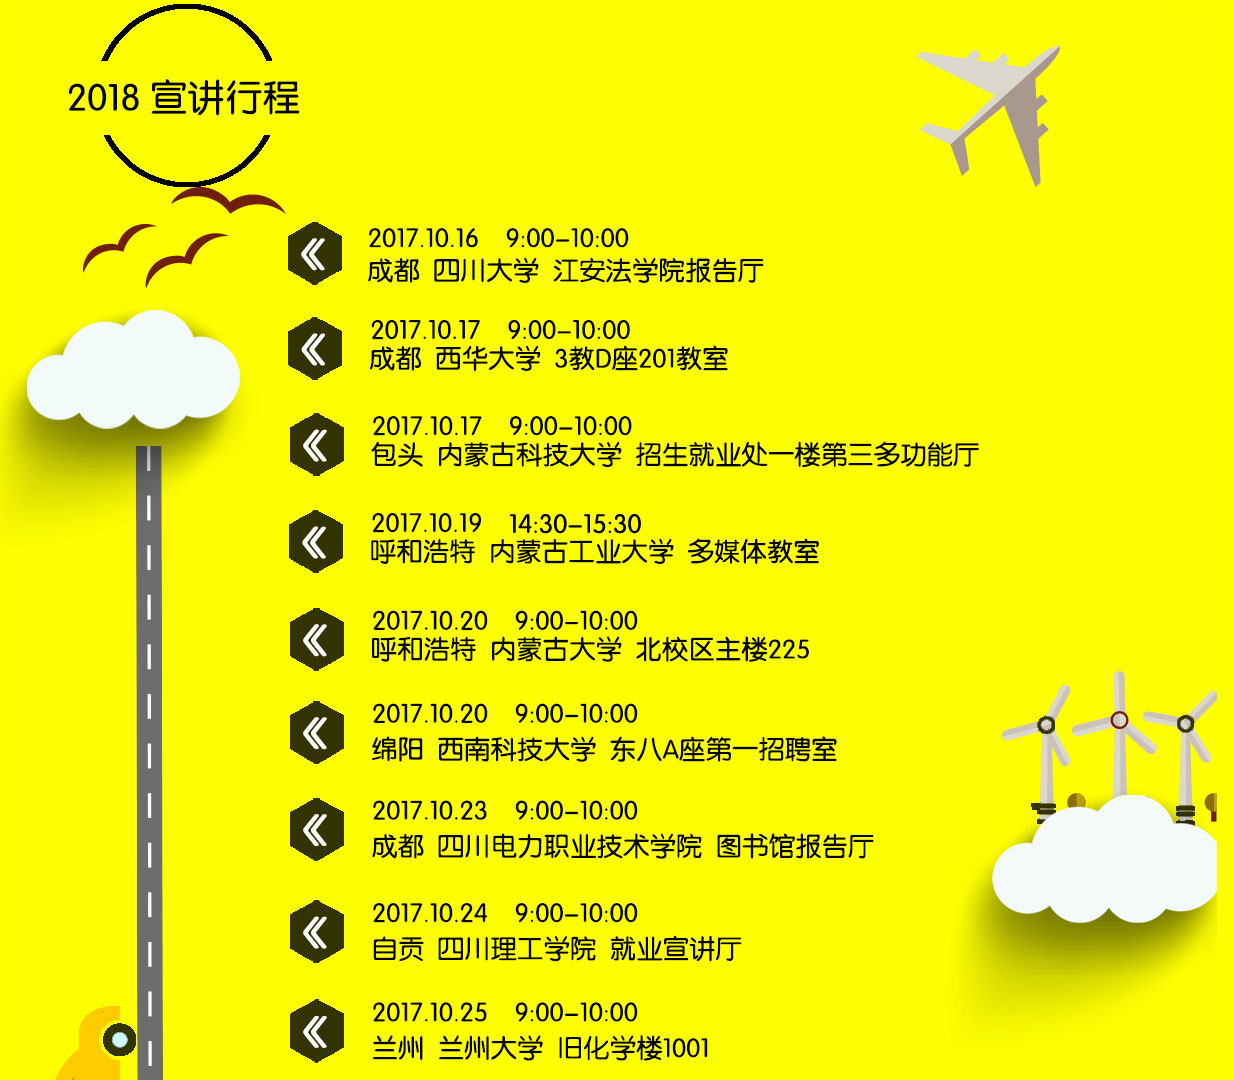 2018 宣讲行程
2017.10.16 9:00-10:00
成都 四川大学 江安法学院报告厅
2017.10.17 9:00-10:00
成都 西华大学 3教D座201教室
2017.10.17 9:00-10:00
包头 内蒙古科技大学 招生就业处一楼第三多功能厅
2017.10.19 14:30-15:30
呼和浩特 内蒙古工业大学 多媒体教室
2017.10.20 9:00-10:00
呼和浩特 内蒙古大学 北校区主楼225
2017.10.20 9:00-10:00
绵阳 西南科技大学 东八A座第一招聘室
2017.10.23 9:00-10:00
成都 四川电力职业技术学院 图书馆报告厅
2017.10.24 9:00-10:00
自贡 四川理工学院 就业宣讲厅
2017.10.25 9:00-10:00
兰州 兰州大学 旧化学楼1001